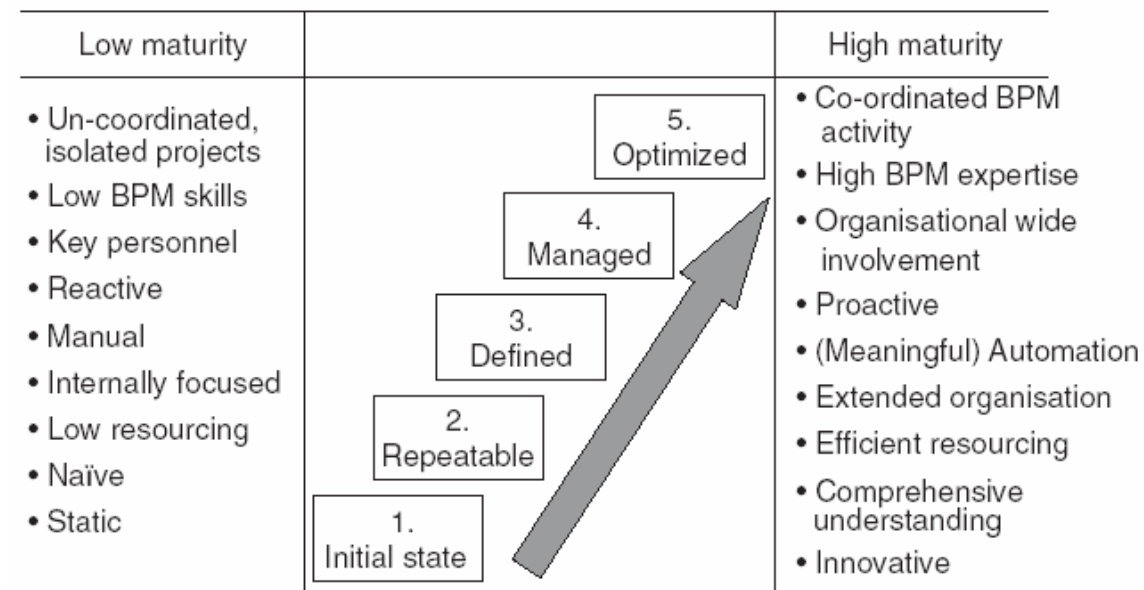 Low maturity
High maturity
• Un-coordinated,
isolated projects
• Low BPM skills
• Key personnel
• Reactive
• Manual
• Internally focused
• Low resourcing
• Naïve
• Static
5.
Optimized
4.
Managed
3.
Defined
2.
Repeatable
1.
Initial state
• Co-ordinated BPM
activity
• High BPM expertise
• Organisational wide
involvement
• Proactive
• (Meaningful) Automation
• Extended organisation
• Efficient resourcing
• Comprehensive
understanding
• Innovative